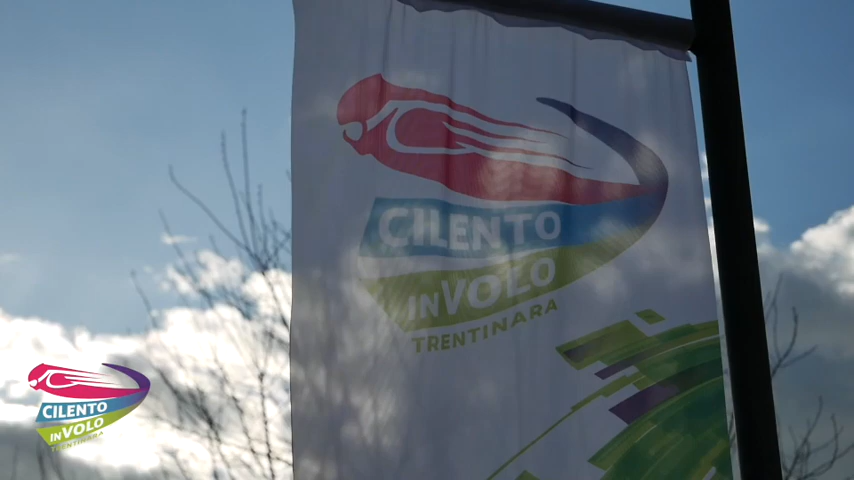 CILENTO
INVOLO
TRENTINARA
CILENTO
INVOLO
TRENTINARA